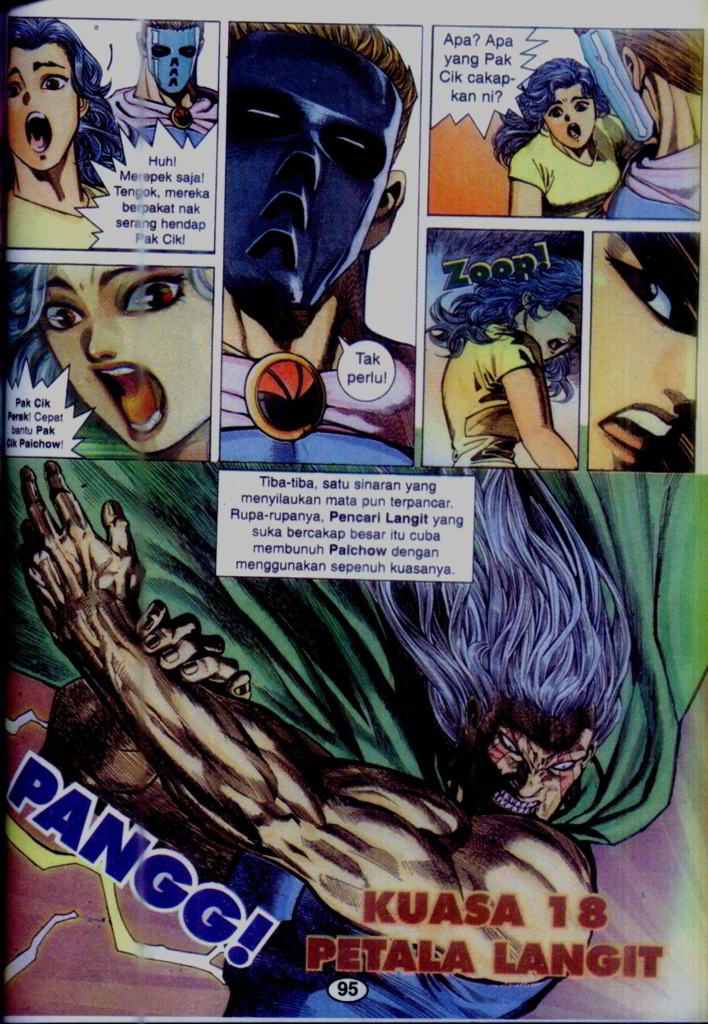 Huh!
Merepek saja!
Tengok, mereka
berpakat nak
serang hendap
Pak Cik!
Tak
perlu!
Apa? Apa
yang Pak
Cik cakap-
kan ni?
Pak Cik
Perak! Cepat
bantu Pak
Cik Paichow!
Zoop!
Tiba-tiba, satu sinaran yang
menyilaukan mata pun terpancar.
Rupa-rupanya, Pencari Langit yang
suka bercakap besar itu cuba
membunuh Paichow dengan
menggunakan sepenuh kuasanya.
PANGG!
KUASA 18
PETALA LANGIT
95